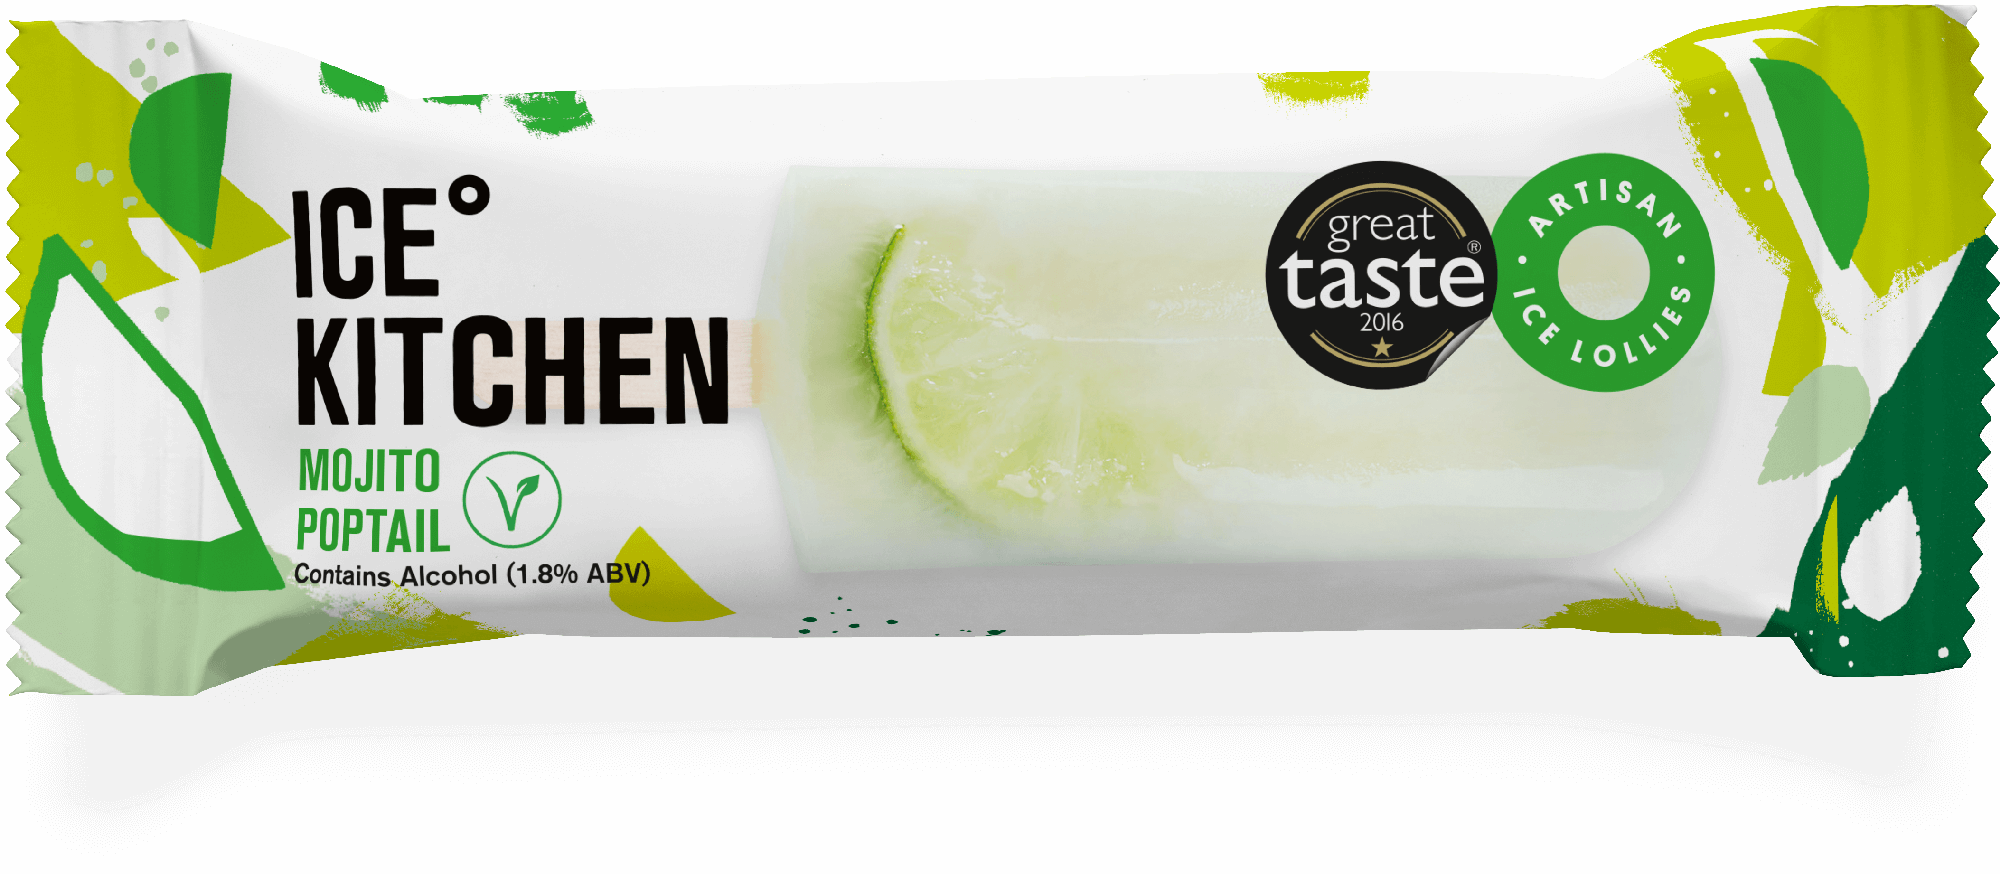 ICE°
KITCHEN
MOJITO
POPTAIL
Contains Alcohol (1.8% ABV)
great
taste®
2016
ARTISAN
ICE LOLLIES